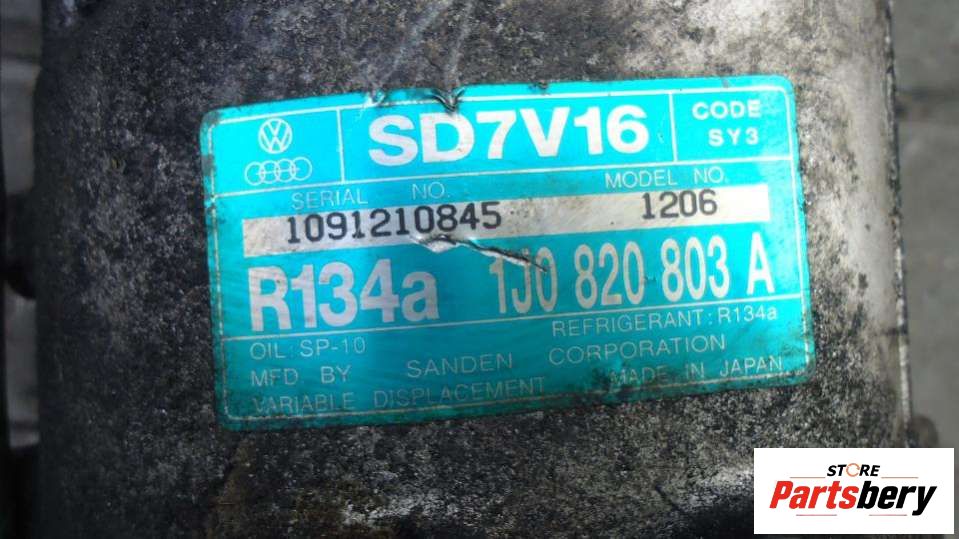 SD7V16
CODE
SY3
SERIAL NO. MODEL NO.
1091210845 1206
R134a 1J0 820 803 A
OIL: SP-10 REFRIGERANT: R134a
MFD BY SANDEN CORPORATION
VARIABLE DISPLACEMENT MADE IN JAPAN
STORE
Partsbery